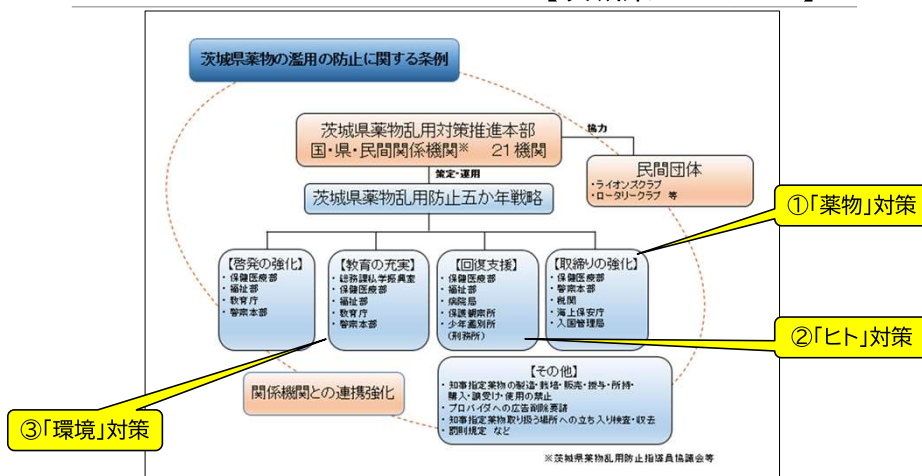 茨城県薬物の濫用の防止に関する条例
茨城県薬物乱用対策推進本部
国・県・民間関係機関※ 21機関
協力
民間団体
・ライオンズクラブ
・ロータリークラブ 等
策定・運用
茨城県薬物乱用防止五か年戦略
①「薬物」対策
【啓発の強化】
・保健医療部
・福祉部
・教育庁
・警察本部
【教育の充実】
・総務課私学振興室
・保健医療部
・福祉部
・教育庁
・警察本部
【回復支援】
・保健医療部
・福祉部
・病院局
・保護観察所
・少年鑑別所
(刑務所)
【取締りの強化】
・保健医療部
・警察本部
・税関
・海上保安庁
・入国管理局
②「ヒト」対策
③「環境」対策
関係機関との連携強化
【その他】
・知事指定薬物の製造・栽培・販売・授与・所持・
購入・譲受け・使用の禁止
・プロバイダへの広告削除要請
・知事指定薬物取り扱う場所への立ち入り検査・収去
・罰則規定 など
※茨城県薬物乱用防止指導員協議会等